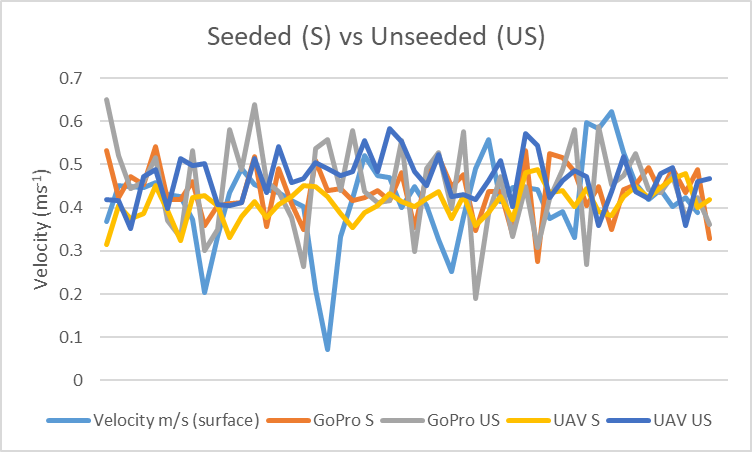 Seeded (S) vs Unseeded (US)
0.7
0.6
0.5
0.4
0.3
0.2
0.1
0
Velocity (ms⁻¹)
Velocity m/s (surface) GoPro S GoPro US UAV S UAV US